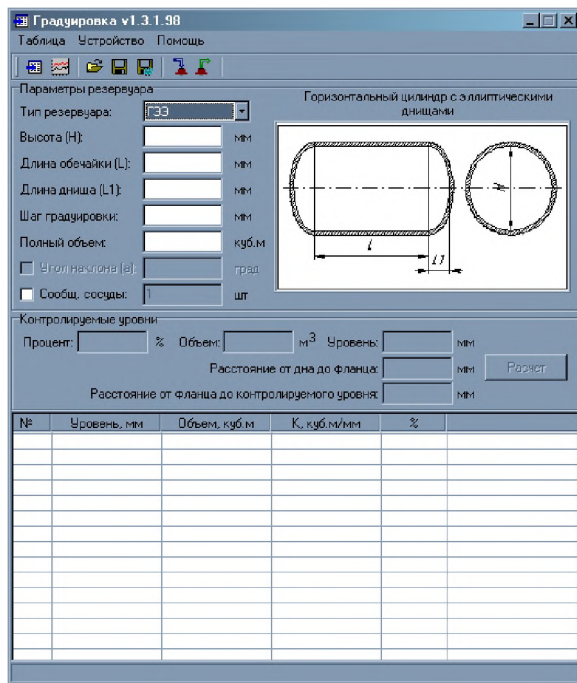 Градуировка v1.3.1.98
Таблица Устройство Помощь
Параметры резервуара
Тип резервуара: ГЭЭ
Высота (H): мм
Длина обечайки (L): мм
Длина днища (L1): мм
Шаг градуировки: мм
Полный объем: куб.м
Угол наклона (a): град
Сообщ. сосуды: 1 шт
Горизонтальный цилиндр с эллиптическими
днищами
H
l
l1
Контролируемые уровни
Процент: % Объем: м³ Уровень: мм
Расстояние от дна до фланца: мм Расчет
Расстояние от фланца до контролируемого уровня: мм
№ Уровень, мм Объем, куб.м К, куб.м/мм %